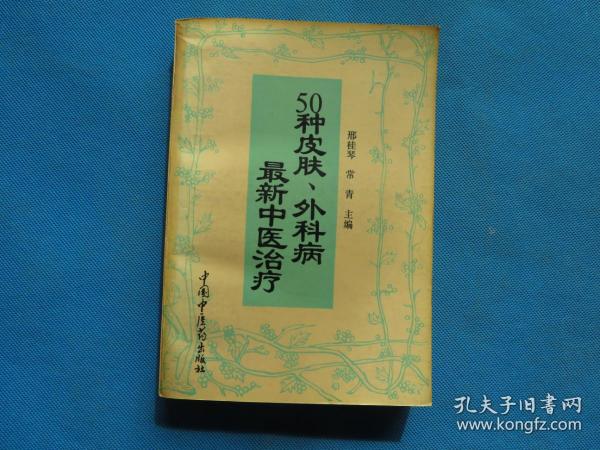 50种皮肤、外科病
最新中医治疗
邢桂琴 常青 主编
中国中医药出版社
孔夫子旧书网
www.kongfz.com